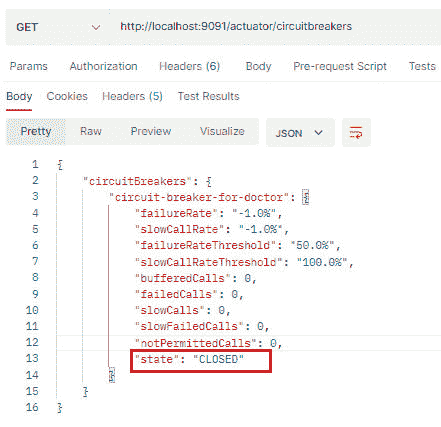 GET http://localhost:9091/actuator/circuitbreakers
Params Authorization Headers (6) Body Pre-request Script Tests
Body Cookies Headers (5) Test Results
Pretty Raw Preview Visualize JSON
1 {
2 "circuitBreakers": {
3 "circuit-breaker-for-doctor": {
4 "failureRate": "-1.0%",
5 "slowCallRate": "-1.0%",
6 "failureRateThreshold": "50.0%",
7 "slowCallRateThreshold": "100.0%",
8 "bufferedCalls": 0,
9 "failedCalls": 0,
10 "slowCalls": 0,
11 "slowFailedCalls": 0,
12 "notPermittedCalls": 0,
13 "state": "CLOSED"
14 }
15 }
16 }